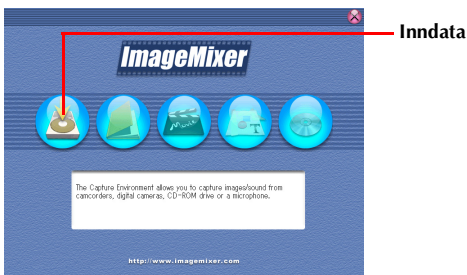 Inndata
ImageMixer
Movie
T
The Capture Environment allows you to capture images/sound from
camcorders, digital cameras, CD-ROM drive or a microphone.
http://www.imagemixer.com